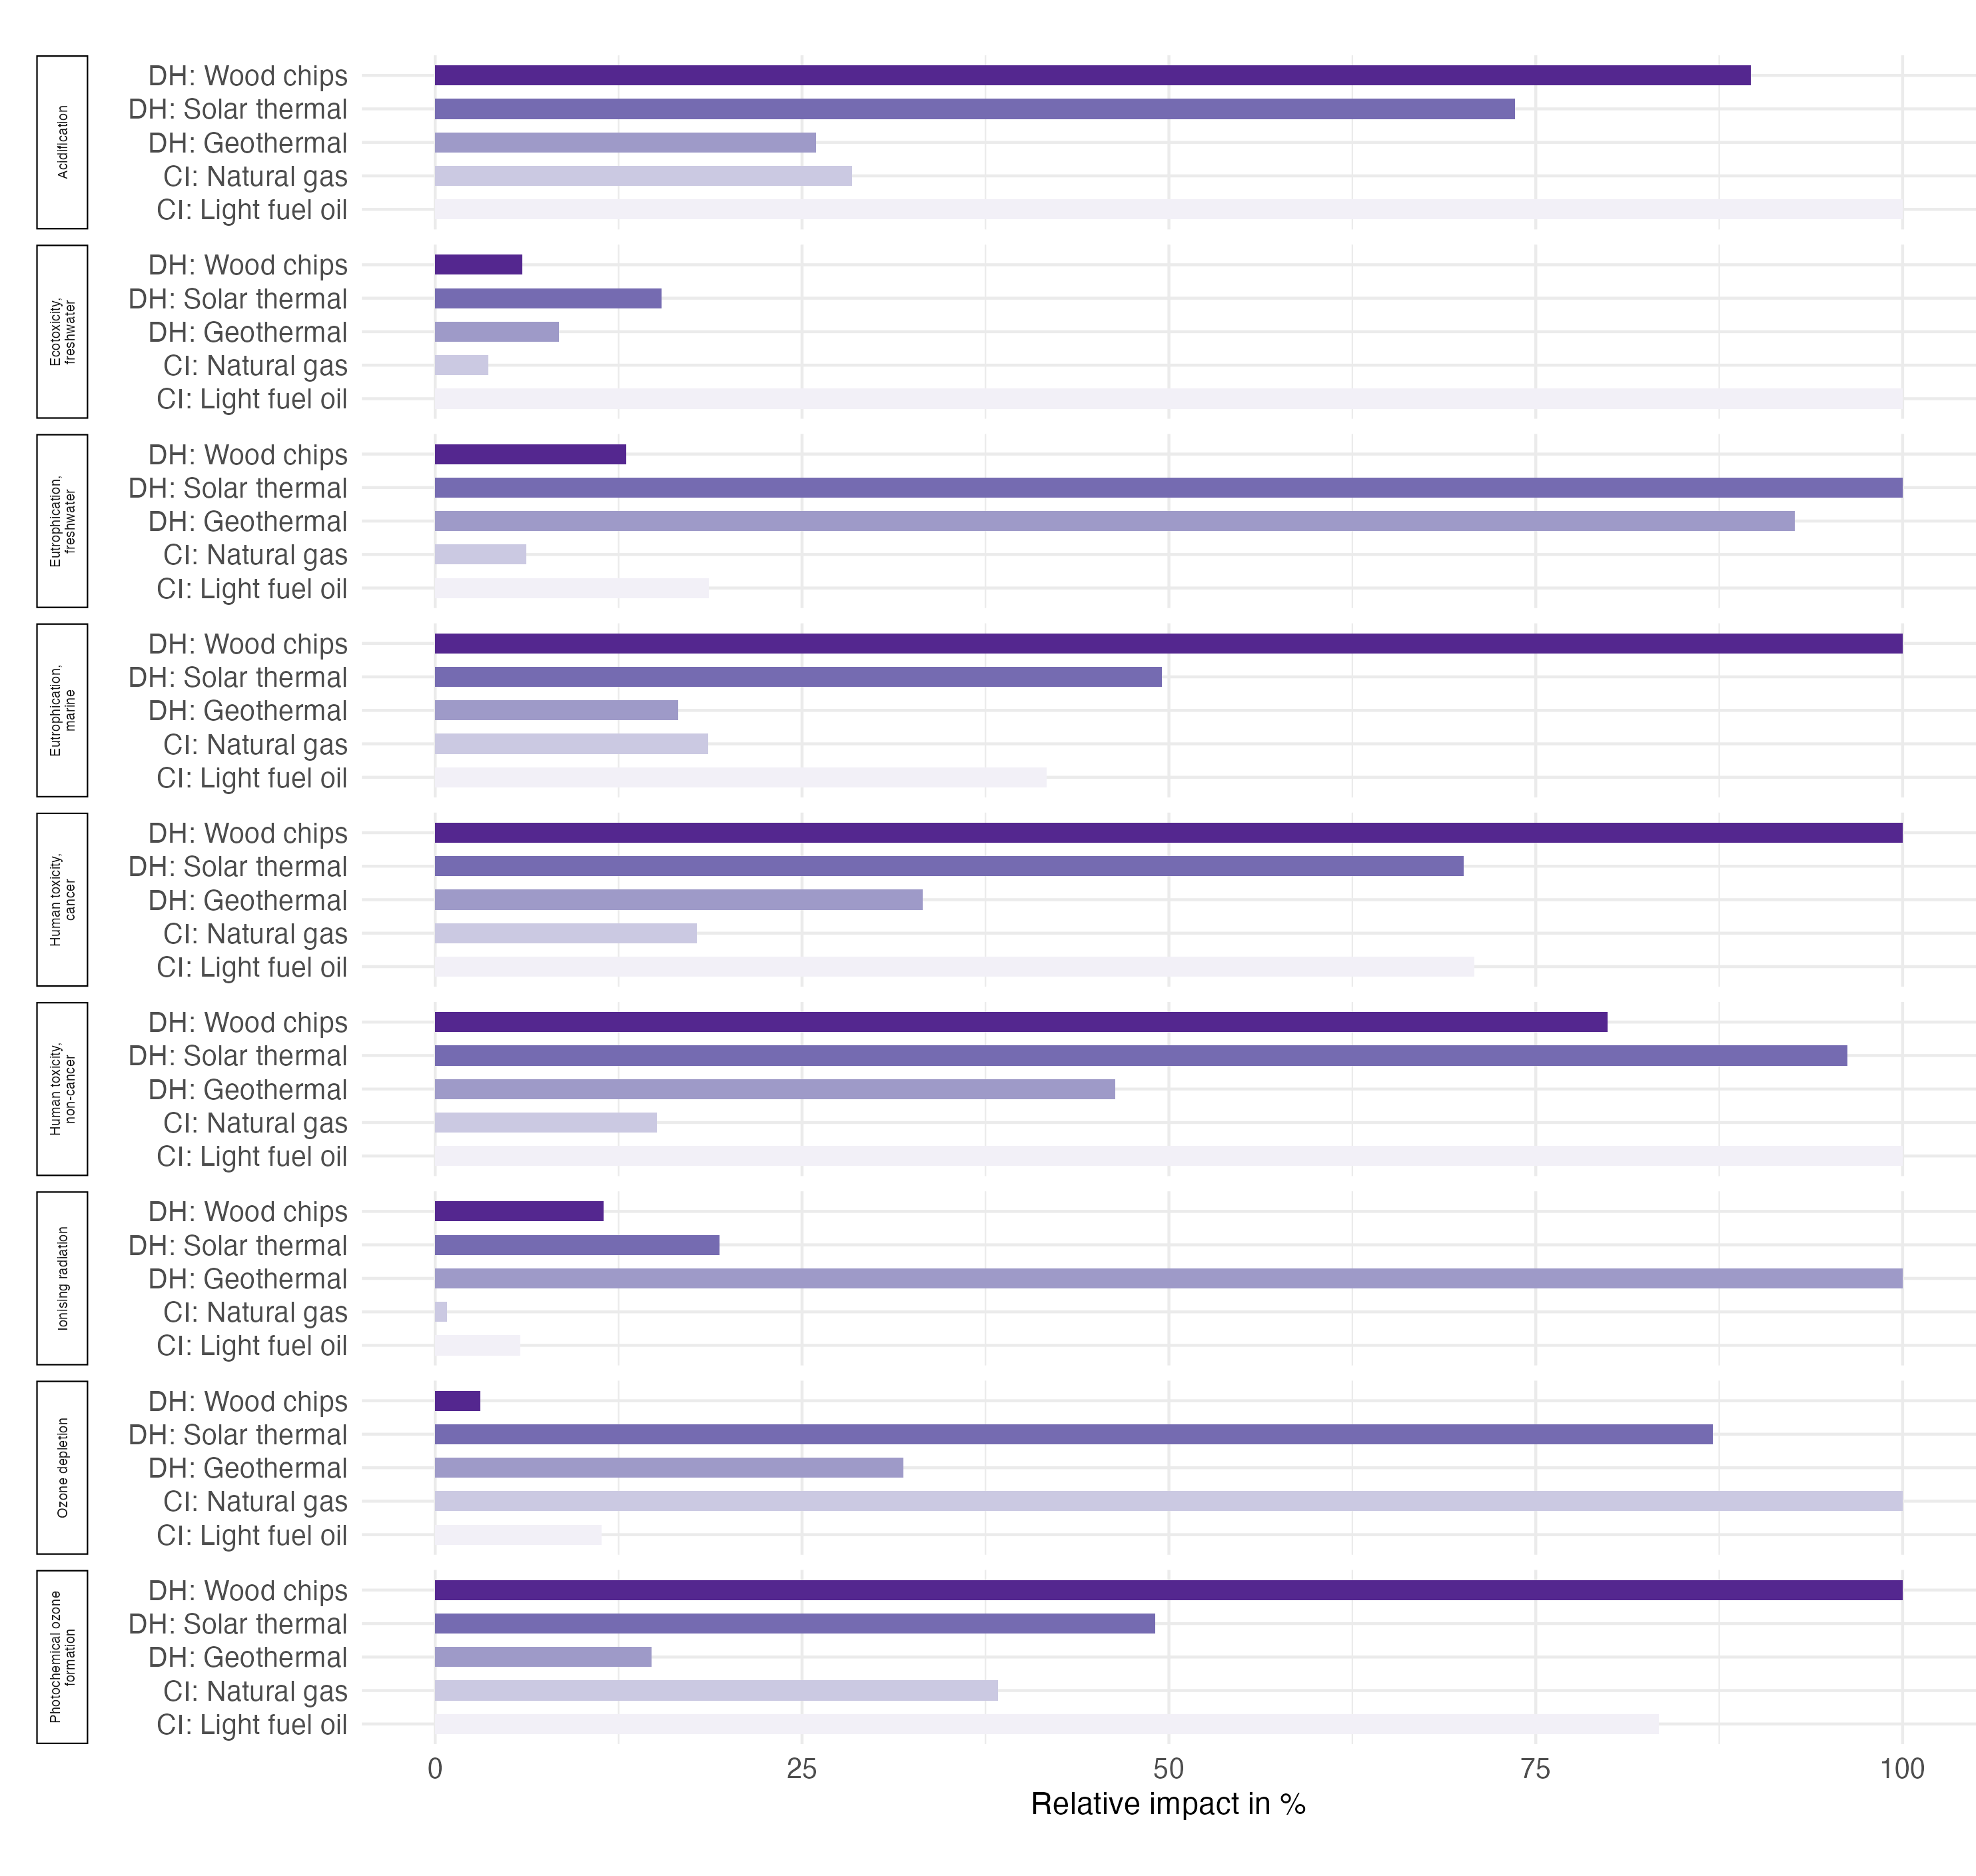 Acidification
DH: Wood chips
DH: Solar thermal
DH: Geothermal
CI: Natural gas
CI: Light fuel oil
Ecotoxicity,
freshwater
DH: Wood chips
DH: Solar thermal
DH: Geothermal
CI: Natural gas
CI: Light fuel oil
Eutrophication,
freshwater
DH: Wood chips
DH: Solar thermal
DH: Geothermal
CI: Natural gas
CI: Light fuel oil
Eutrophication,
marine
DH: Wood chips
DH: Solar thermal
DH: Geothermal
CI: Natural gas
CI: Light fuel oil
Human toxicity,
cancer
DH: Wood chips
DH: Solar thermal
DH: Geothermal
CI: Natural gas
CI: Light fuel oil
Human toxicity,
non-cancer
DH: Wood chips
DH: Solar thermal
DH: Geothermal
CI: Natural gas
CI: Light fuel oil
Ionising radiation
DH: Wood chips
DH: Solar thermal
DH: Geothermal
CI: Natural gas
CI: Light fuel oil
Ozone depletion
DH: Wood chips
DH: Solar thermal
DH: Geothermal
CI: Natural gas
CI: Light fuel oil
Photochemical ozone
formation
DH: Wood chips
DH: Solar thermal
DH: Geothermal
CI: Natural gas
CI: Light fuel oil
0 25 50 75 100
Relative impact in %